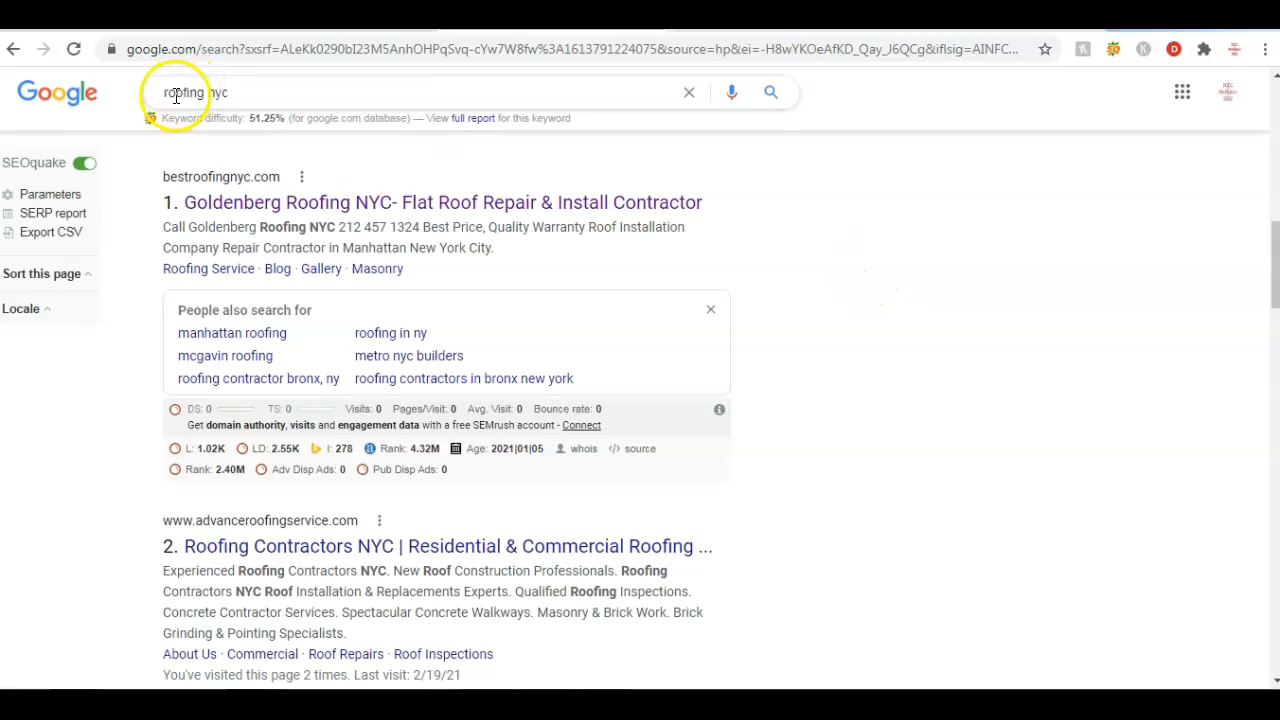 google.com/search?sxsrf=ALeKk0290bI23M5AnhOHPqSvq-cYw7W8fw%3A1613791224075&source=hp&ei=-H8wYKOeAfKD_Qay_J6QCg&iflsig=AINFC...
Google
roofing nyc
Keyword difficulty: 51.25% (for google.com database) — View full report for this keyword
SEOquake
Parameters
SERP report
Export CSV
Sort this page
Locale
bestroofingnyc.com
1. Goldenberg Roofing NYC- Flat Roof Repair & Install Contractor
Call Goldenberg Roofing NYC 212 457 1324 Best Price, Quality Warranty Roof Installation
Company Repair Contractor in Manhattan New York City.
Roofing Service · Blog · Gallery · Masonry
People also search for
manhattan roofing roofing in ny
mcgavin roofing metro nyc builders
roofing contractor bronx, ny roofing contractors in bronx new york
DS: 0 TS: 0 Visits: 0 Pages/Visit: 0 Avg. Visit: 0 Bounce rate: 0
Get domain authority, visits and engagement data with a free SEMrush account - Connect
L: 1.02K LD: 2.55K I: 278 Rank: 4.32M Age: 2021|01|05 whois source
Rank: 2.40M Adv Disp Ads: 0 Pub Disp Ads: 0
www.advanceroofingservice.com
2. Roofing Contractors NYC | Residential & Commercial Roofing ...
Experienced Roofing Contractors NYC. New Roof Construction Professionals. Roofing
Contractors NYC Roof Installation & Replacements Experts. Qualified Roofing Inspections.
Concrete Contractor Services. Spectacular Concrete Walkways. Masonry & Brick Work. Brick
Grinding & Pointing Specialists.
About Us · Commercial · Roof Repairs · Roof Inspections
You've visited this page 2 times. Last visit: 2/19/21